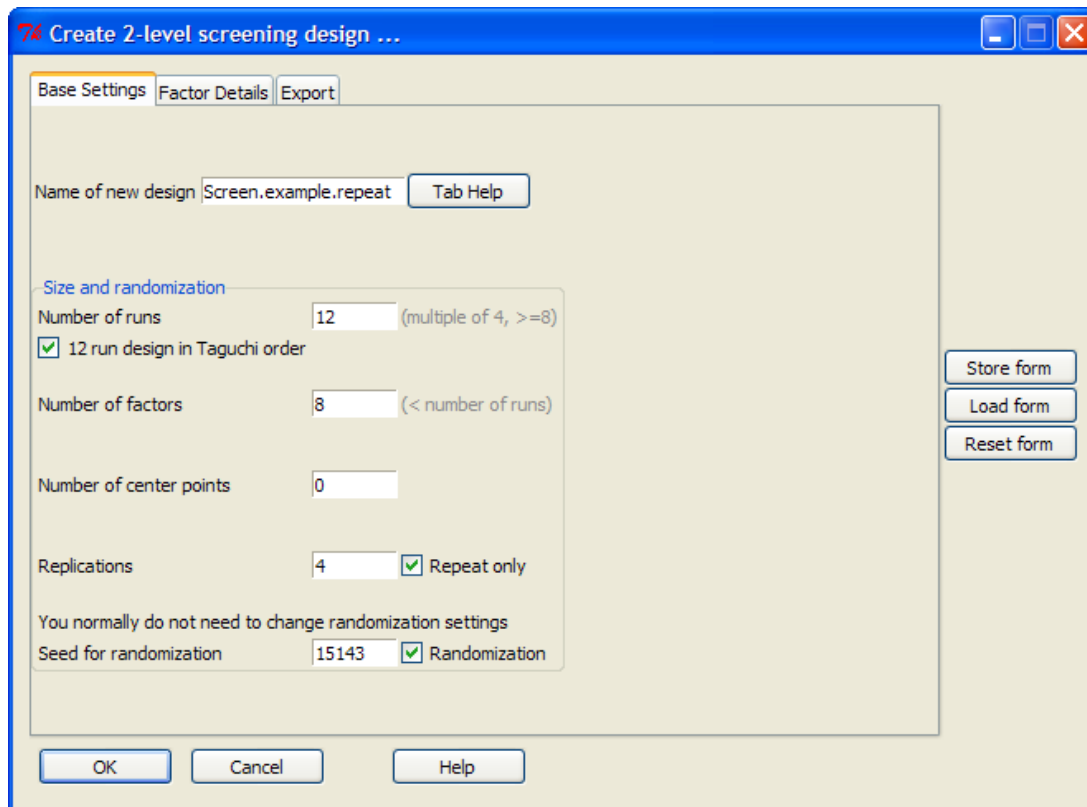 Create 2-level screening design ...
Base Settings Factor Details Export
Name of new design Screen.example.repeat Tab Help
Size and randomization
Number of runs 12 (multiple of 4, >=8)
12 run design in Taguchi order
Number of factors 8 (< number of runs)
Number of center points 0
Replications 4 Repeat only
You normally do not need to change randomization settings
Seed for randomization 15143 Randomization
Store form
Load form
Reset form
OK Cancel Help